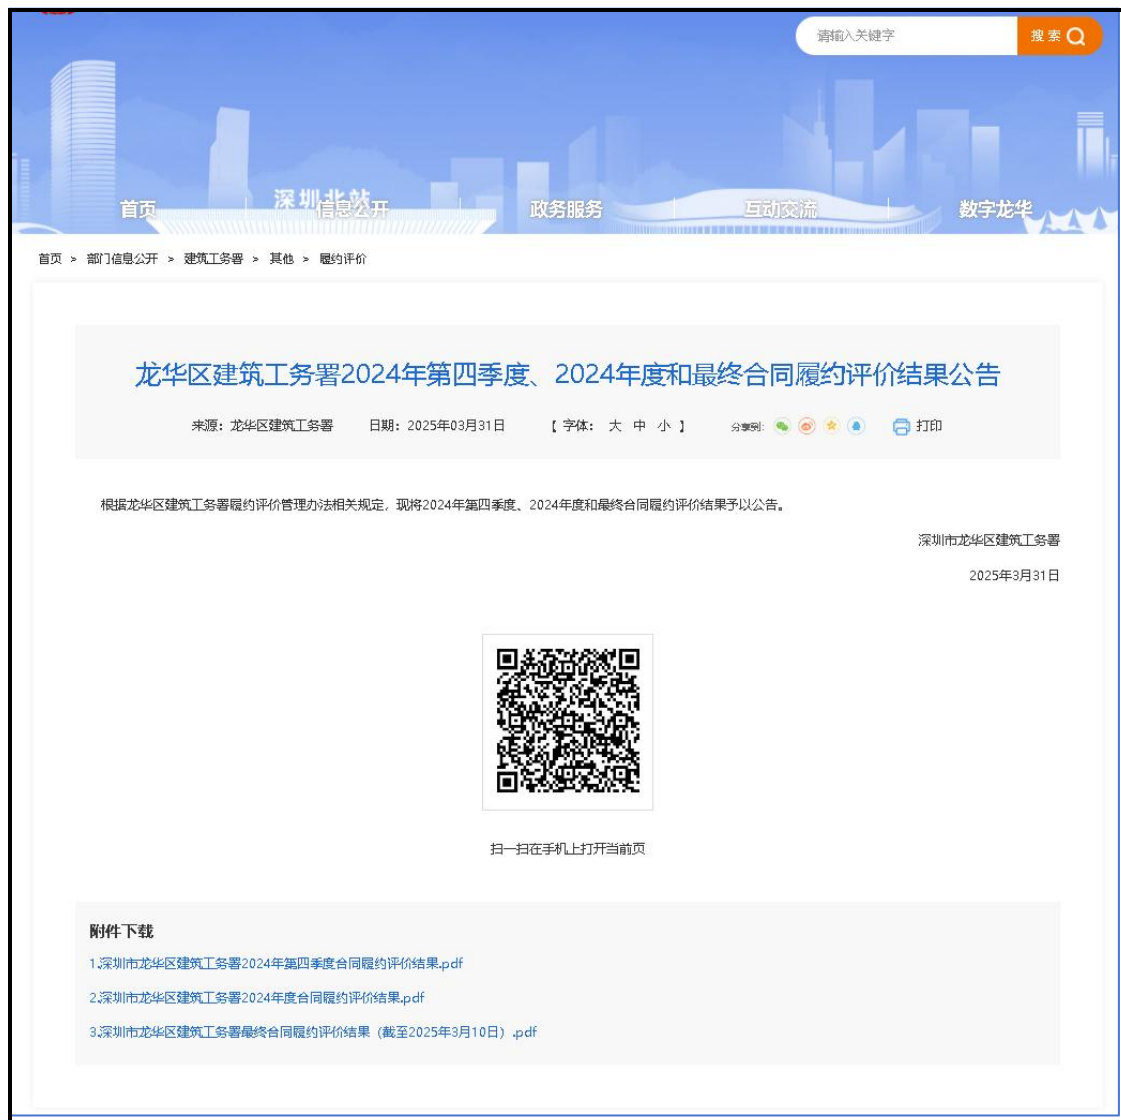 请输入关键字
搜 索
深圳北站
首页 信息公开 政务服务 互动交流 数字龙华
首页 > 部门信息公开 > 建筑工务署 > 其他 > 履约评价
龙华区建筑工务署2024年第四季度、2024年度和最终合同履约评价结果公告
来源：龙华区建筑工务署 日期：2025年03月31日 【 字体： 大 中 小 】 分享到: 打印
根据龙华区建筑工务署履约评价管理办法相关规定，现将2024年第四季度、2024年度和最终合同履约评价结果予以公告。
深圳市龙华区建筑工务署
2025年3月31日
扫一扫在手机上打开当前页
附件下载
1.深圳市龙华区建筑工务署2024年第四季度合同履约评价结果.pdf
2.深圳市龙华区建筑工务署2024年度合同履约评价结果.pdf
3.深圳市龙华区建筑工务署最终合同履约评价结果（截至2025年3月10日）.pdf